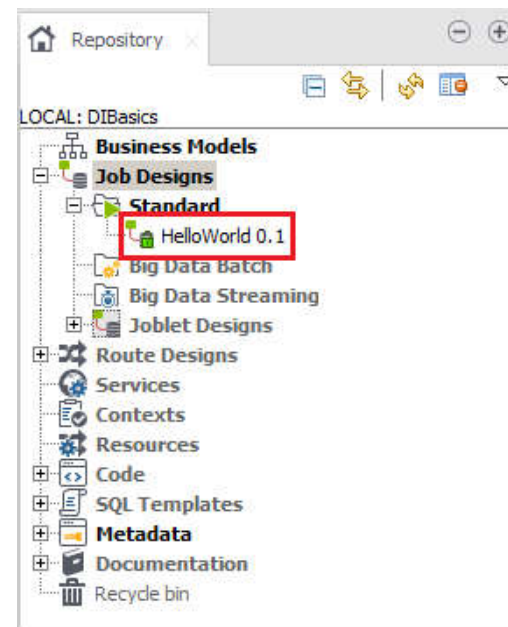 Repository
LOCAL: DIBasics
Business Models
Job Designs
Standard
HelloWorld 0.1
Big Data Batch
Big Data Streaming
Joblet Designs
Route Designs
Services
Contexts
Resources
Code
SQL Templates
Metadata
Documentation
Recycle bin